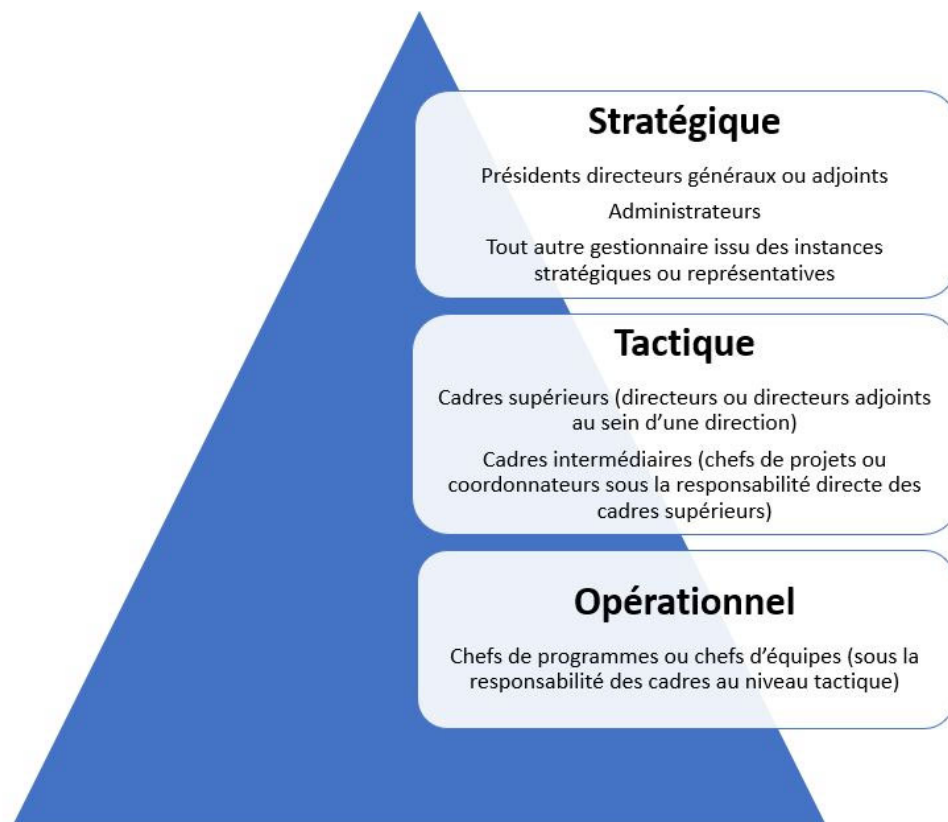 Stratégique
Présidents directeurs généraux ou adjoints
Administrateurs
Tout autre gestionnaire issu des instances
stratégiques ou représentatives
Tactique
Cadres supérieurs (directeurs ou directeurs adjoints
au sein d’une direction)
Cadres intermédiaires (chefs de projets ou
coordonnateurs sous la responsabilité directe des
cadres supérieurs)
Opérationnel
Chefs de programmes ou chefs d’équipes (sous la
responsabilité des cadres au niveau tactique)